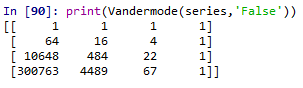 In [90]: print(Vandermode(series,'False'))
[[     1      1      1      1]
 [    64     16      4      1]
 [ 10648    484     22      1]
 [300763   4489     67      1]]